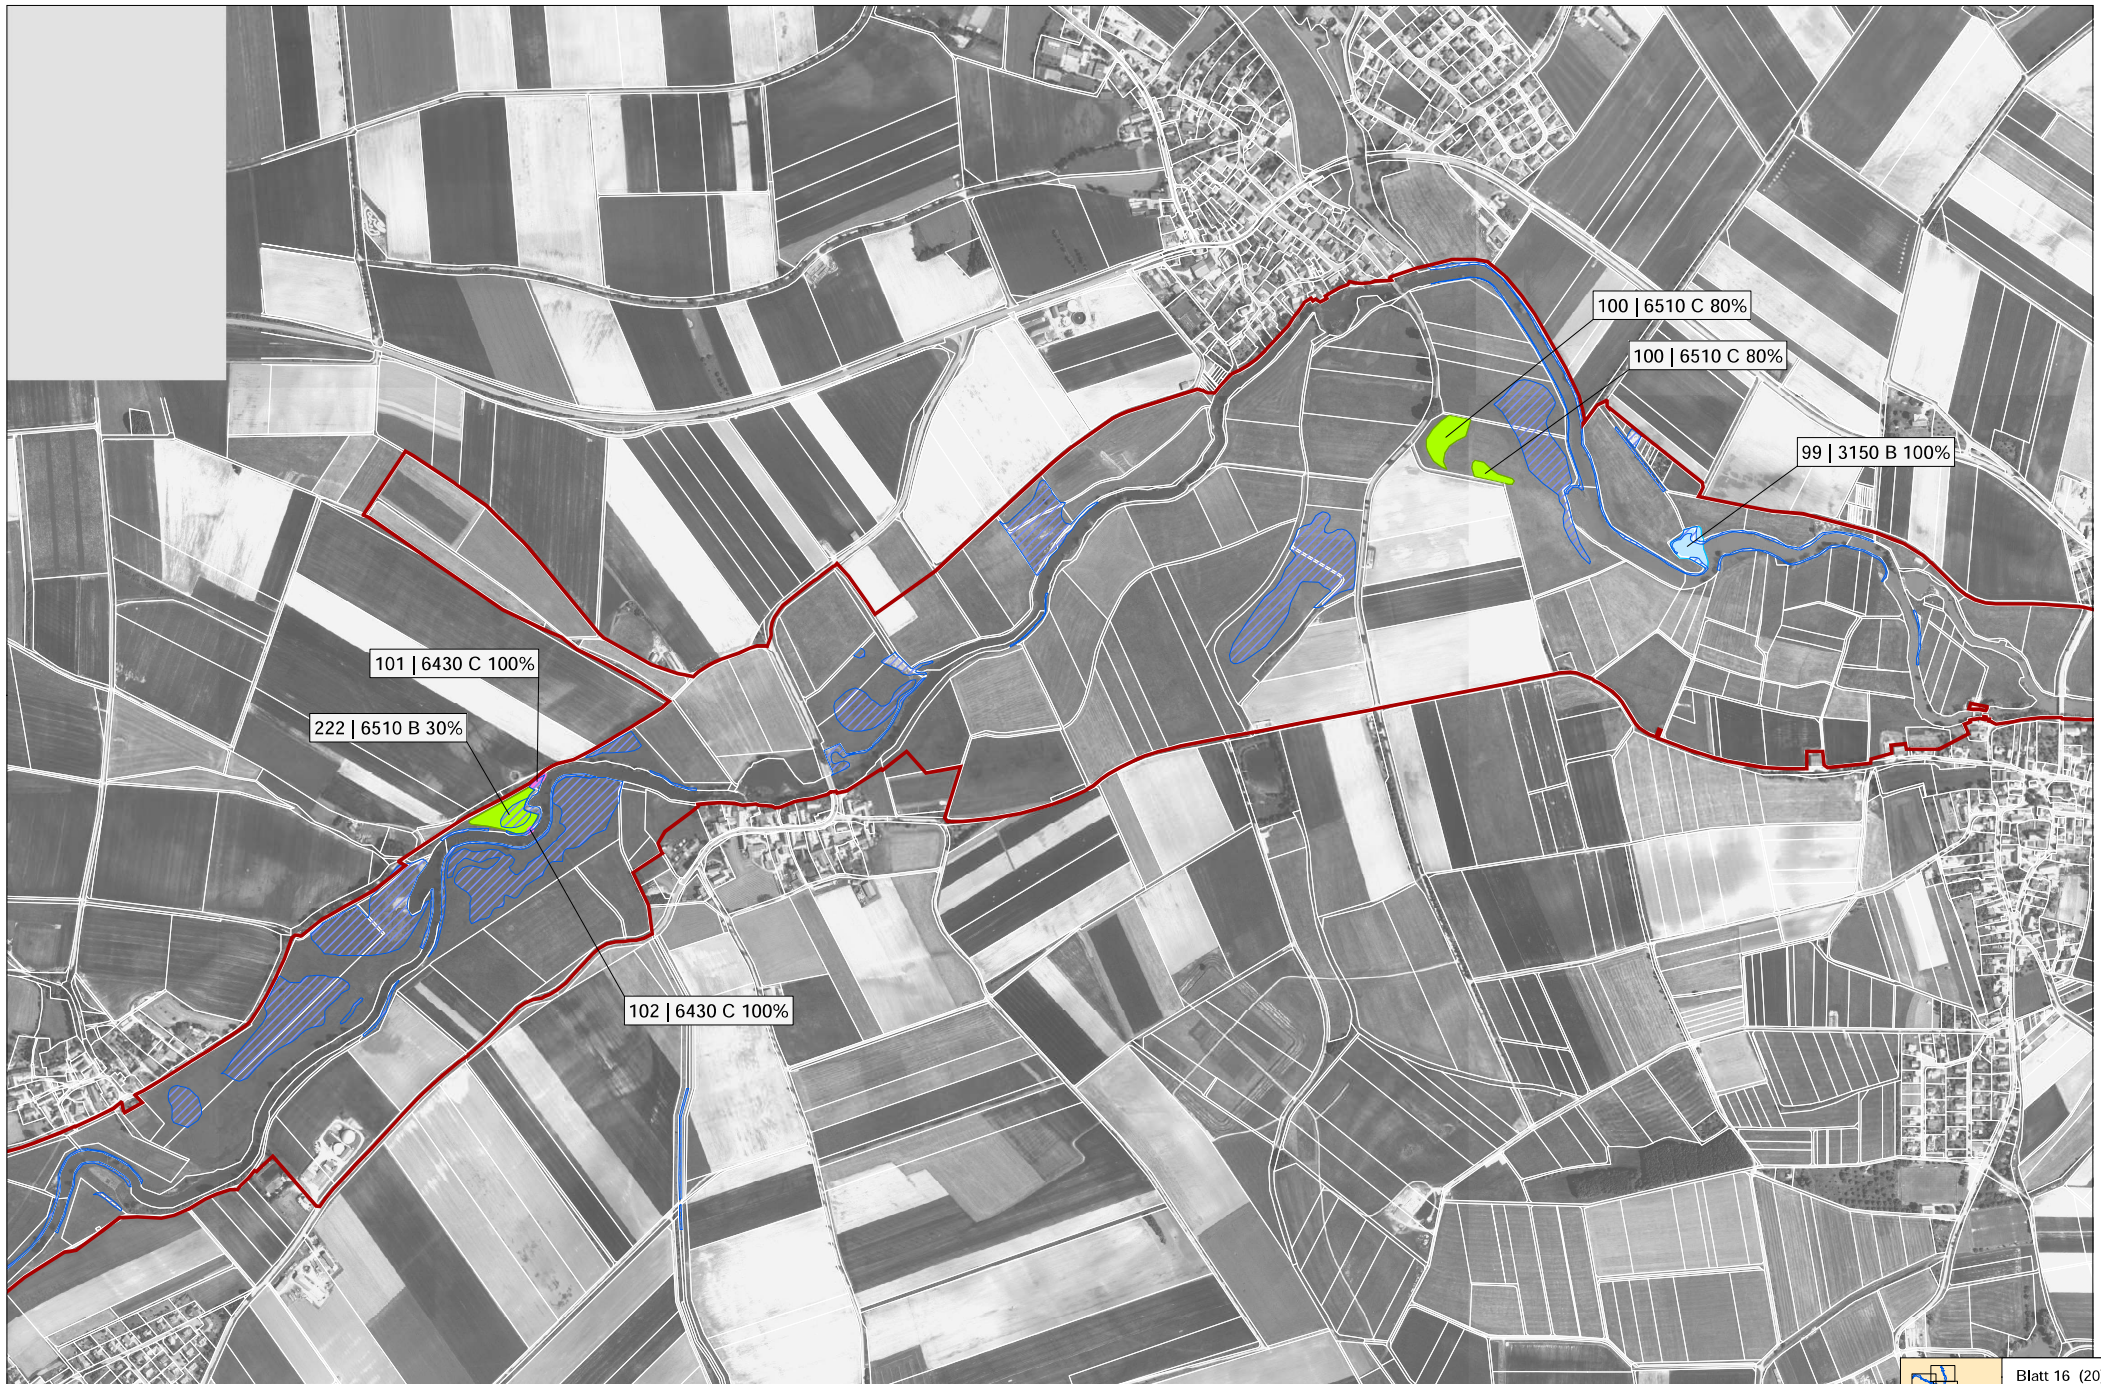 100 | 6510 C 80%
100 | 6510 C 80%
99 | 3150 B 100%
101 | 6430 C 100%
222 | 6510 B 30%
102 | 6430 C 100%
Blatt 16 (20